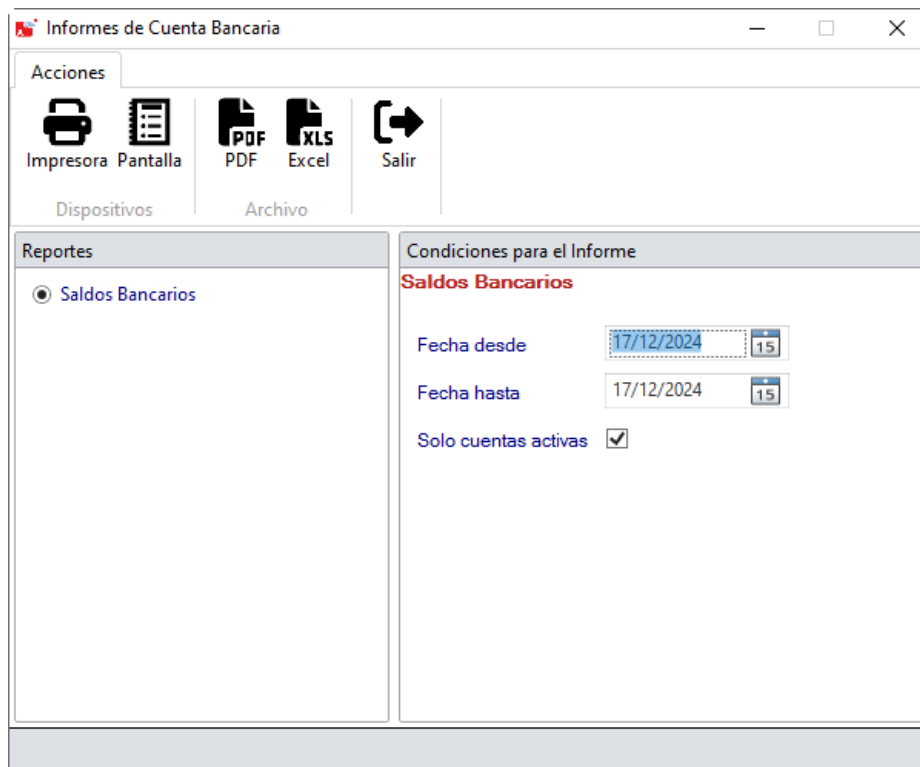 Informes de Cuenta Bancaria
Acciones
PDF XLS
Impresora Pantalla PDF Excel Salir
Dispositivos Archivo
Reportes
Saldos Bancarios
Condiciones para el Informe
Saldos Bancarios
Fecha desde 17/12/2024 15
Fecha hasta 17/12/2024 15
Solo cuentas activas